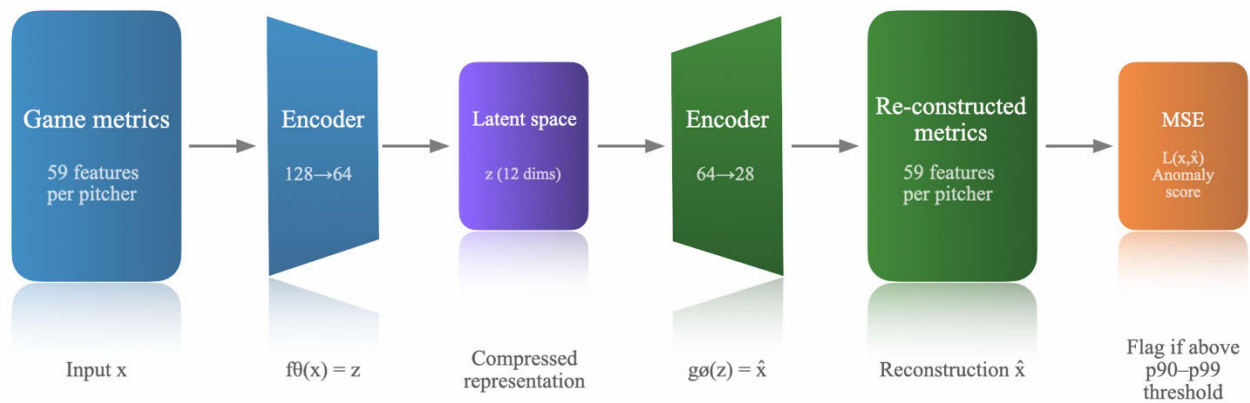 Game metrics
59 features
per pitcher
Input x
Encoder
128→64
fθ(x) = z
Latent space
z (12 dims)
Compressed
representation
Encoder
64→28
gø(z) = x̂
Re-constructed
metrics
59 features
per pitcher
Reconstruction x̂
MSE
L(x,x̂)
Anomaly
score
Flag if above
p90–p99
threshold